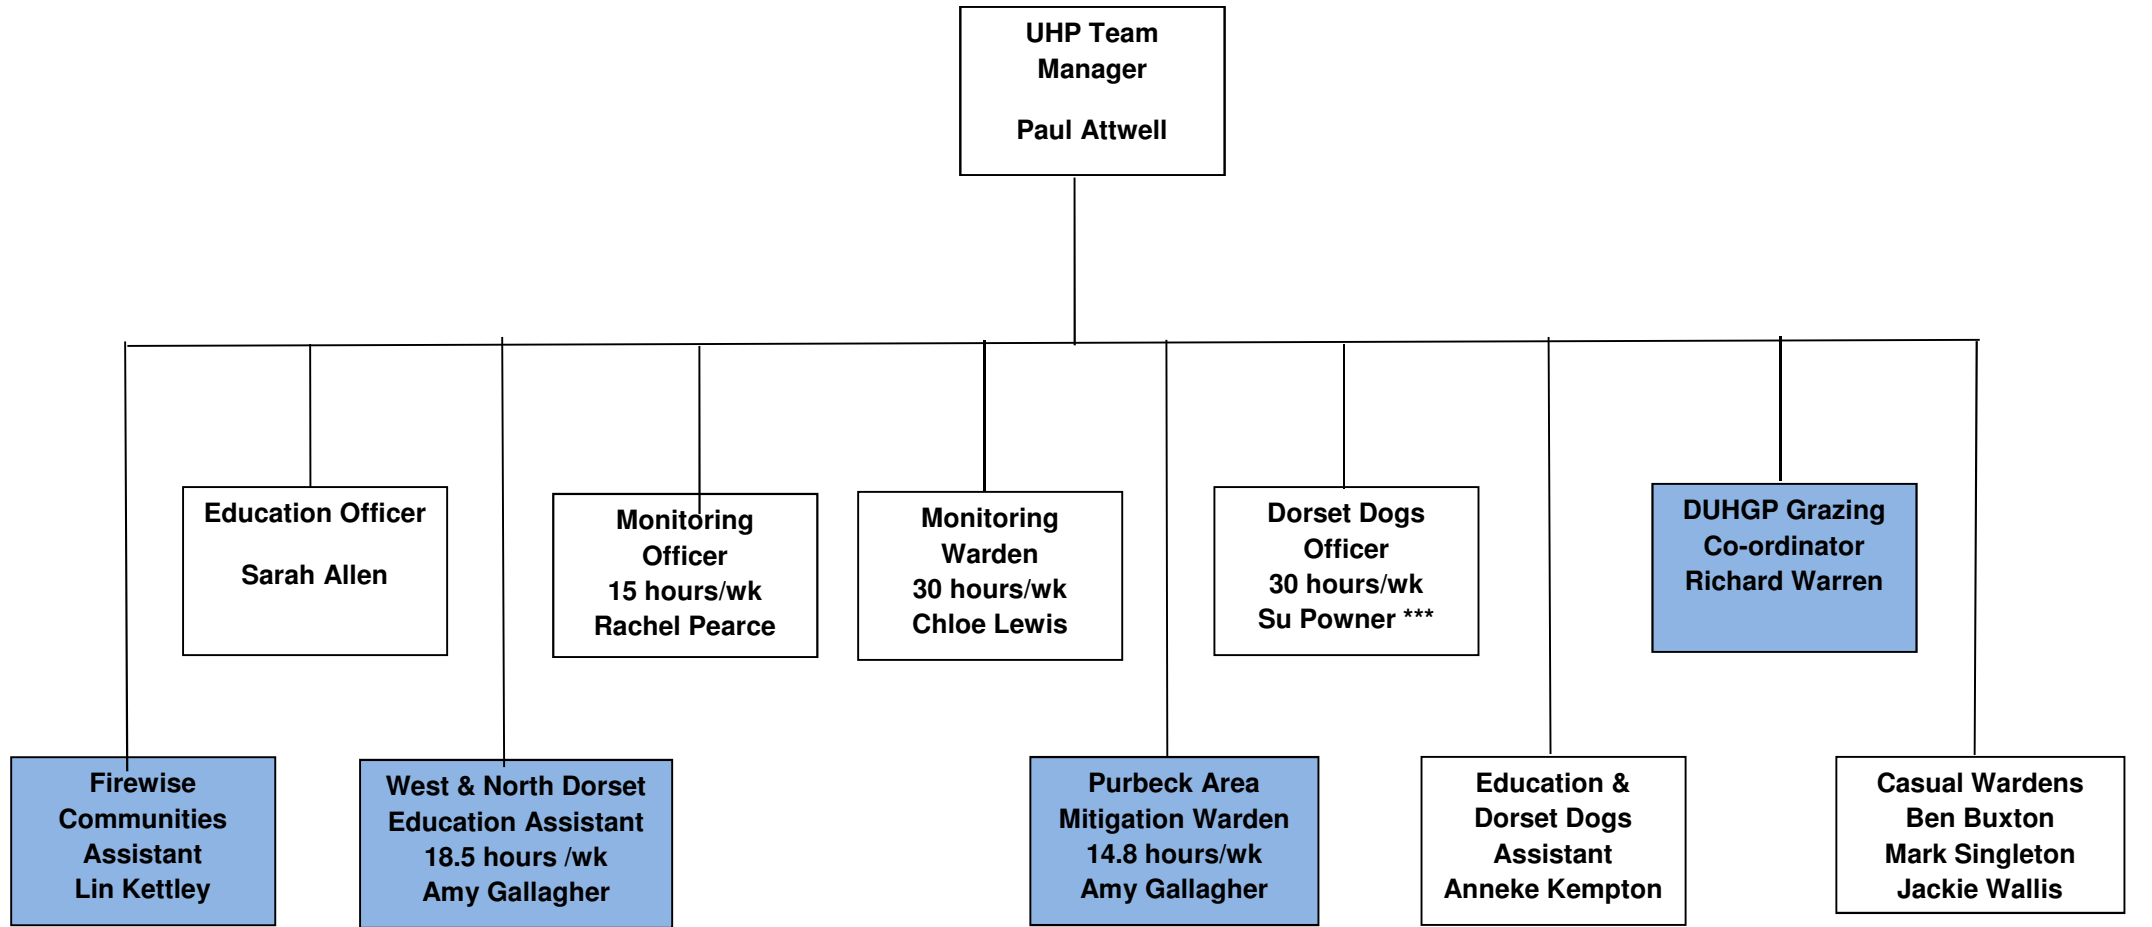 UHP Team
Manager
Paul Attwell
Education Officer
Sarah Allen
Monitoring
Officer
15 hours/wk
Rachel Pearce
Monitoring
Warden
30 hours/wk
Chloe Lewis
Dorset Dogs
Officer
30 hours/wk
Su Powner ***
DUHGP Grazing
Co-ordinator
Richard Warren
Firewise
Communities
Assistant
Lin Kettley
West & North Dorset
Education Assistant
18.5 hours /wk
Amy Gallagher
Purbeck Area
Mitigation Warden
14.8 hours/wk
Amy Gallagher
Education &
Dorset Dogs
Assistant
Anneke Kempton
Casual Wardens
Ben Buxton
Mark Singleton
Jackie Wallis